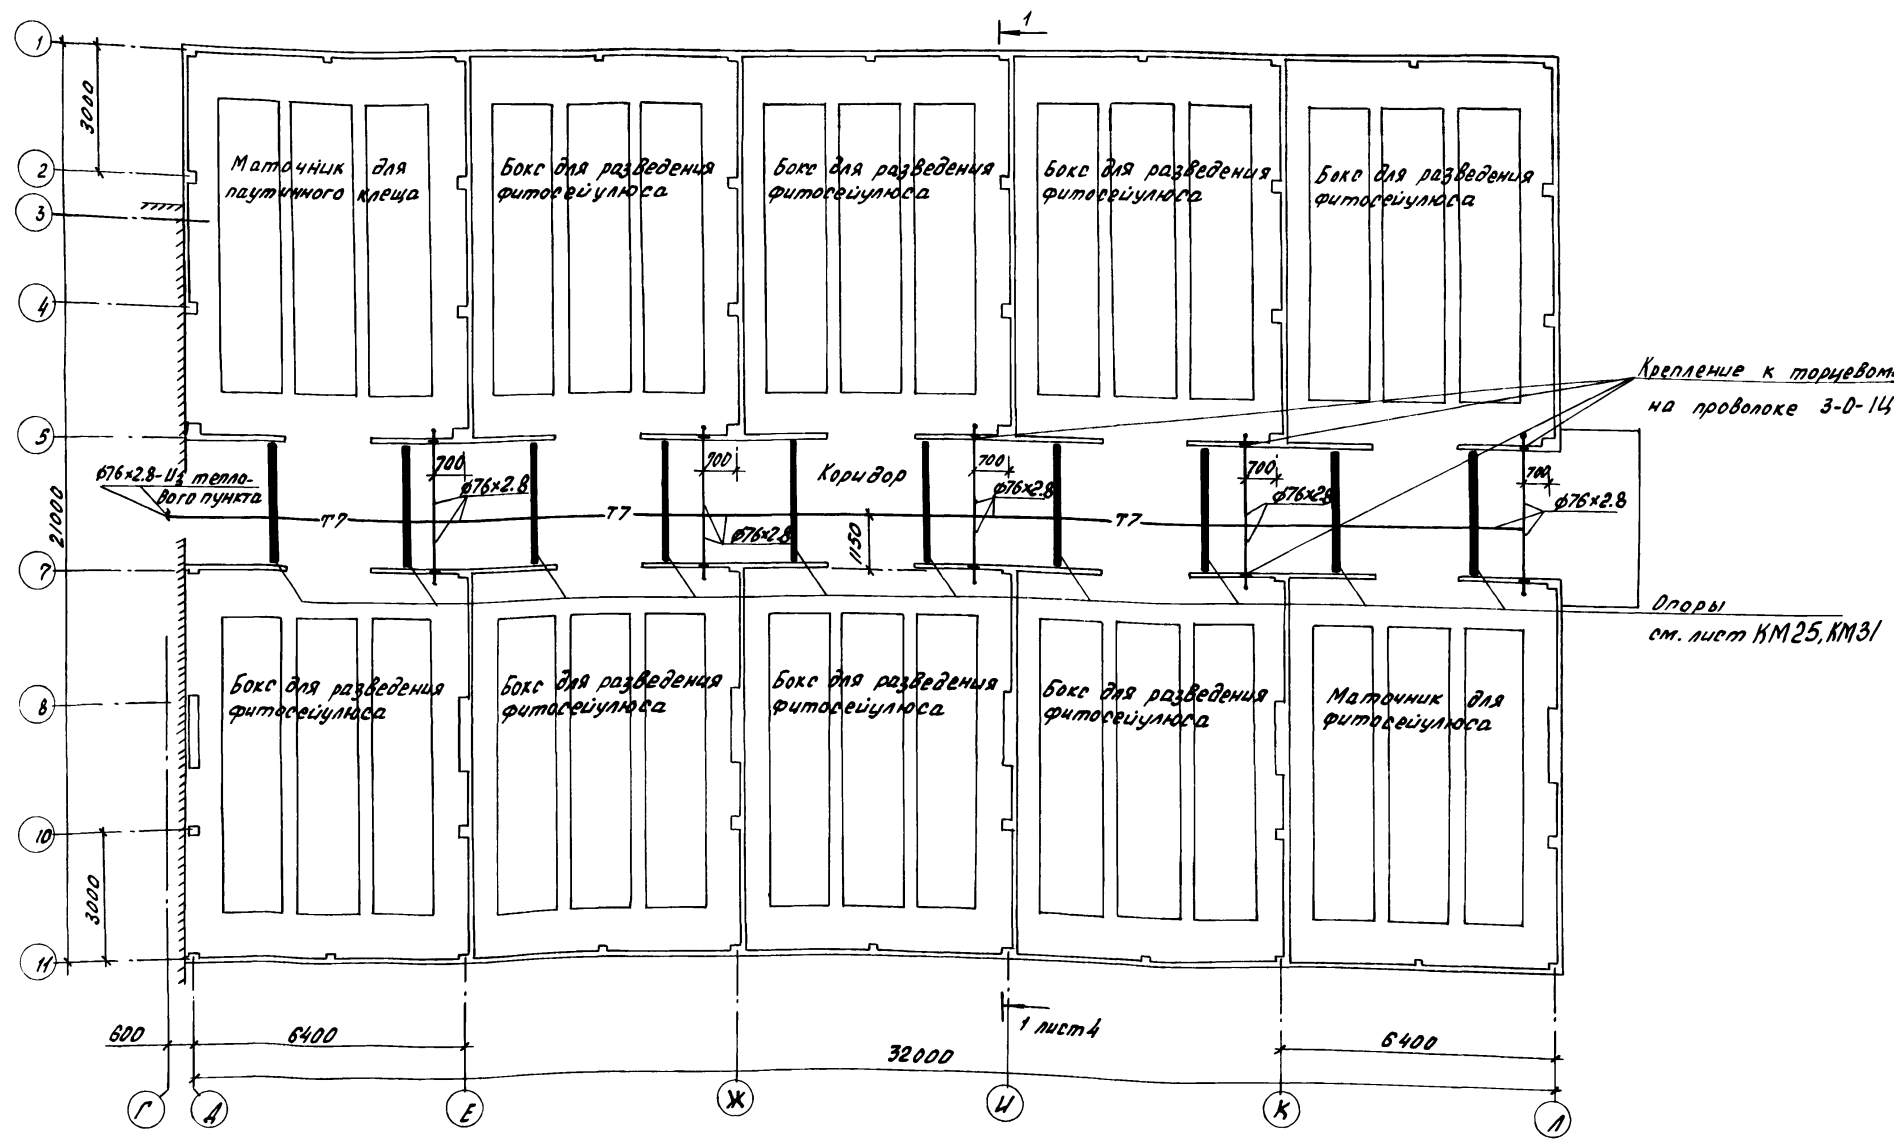 1
1
3000
2
Маточник для
паутинного клеща
Бокс для разведения
фитосейулюса
Бокс для разведения
фитосейулюса
Бокс для разведения
фитосейулюса
Бокс для разведения
фитосейулюса
3
4
Крепление к торцевом
на проволоке 3-0-1Ц
5
ф76×2.8-Из тепло-
вого пункта
21000
Т7
700
ф76×2.8
Т7
700
ф76×2.8
Коридор
1150
700
ф76×2.8
Т7
700
ф76×2.8
700
ф76×2.8
7
Опоры
см. лист КМ25, КМ31
8
Бокс для разведения
фитосейулюса
Бокс для разведения
фитосейулюса
Бокс для разведения
фитосейулюса
Бокс для разведения
фитосейулюса
Маточник для
фитосейулюса
10
3000
11
1 лист 4
600
6400
32000
6400
Г
Д
Е
Ж
И
К
Л